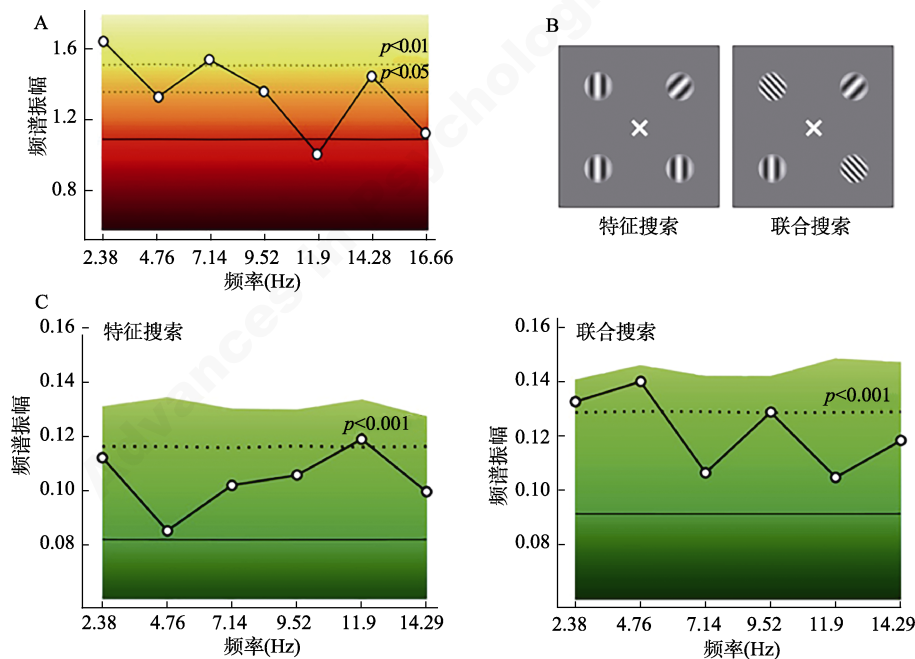 A
频谱振幅
1.6
1.2
0.8
p<0.01
p<0.05
2.38 4.76 7.14 9.52 11.9 14.28 16.66
频率(Hz)
B
特征搜索 联合搜索
C
特征搜索
频谱振幅
0.16
0.14
0.12
0.10
0.08
p<0.001
2.38 4.76 7.14 9.52 11.9 14.29
频率(Hz)
联合搜索
频谱振幅
0.16
0.14
0.12
0.10
0.08
p<0.001
2.38 4.76 7.14 9.52 11.9 14.29
频率(Hz)